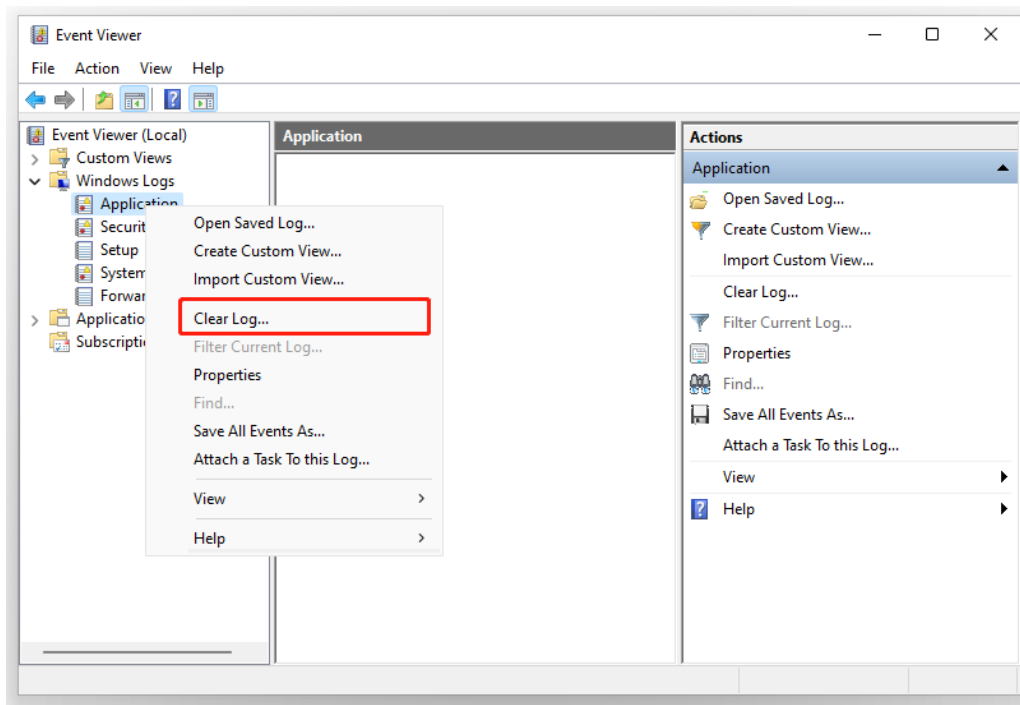 Event Viewer
File Action View Help
Event Viewer (Local)
Custom Views
Windows Logs
Application
Securit
Setup
System
Forwar
Applicatio
Subscripti
Open Saved Log...
Create Custom View...
Import Custom View...
Clear Log...
Filter Current Log...
Properties
Find...
Save All Events As...
Attach a Task To this Log...
View
Help
Application
Actions
Application
Open Saved Log...
Create Custom View...
Import Custom View...
Clear Log...
Filter Current Log...
Properties
Find...
Save All Events As...
Attach a Task To this Log...
View
Help